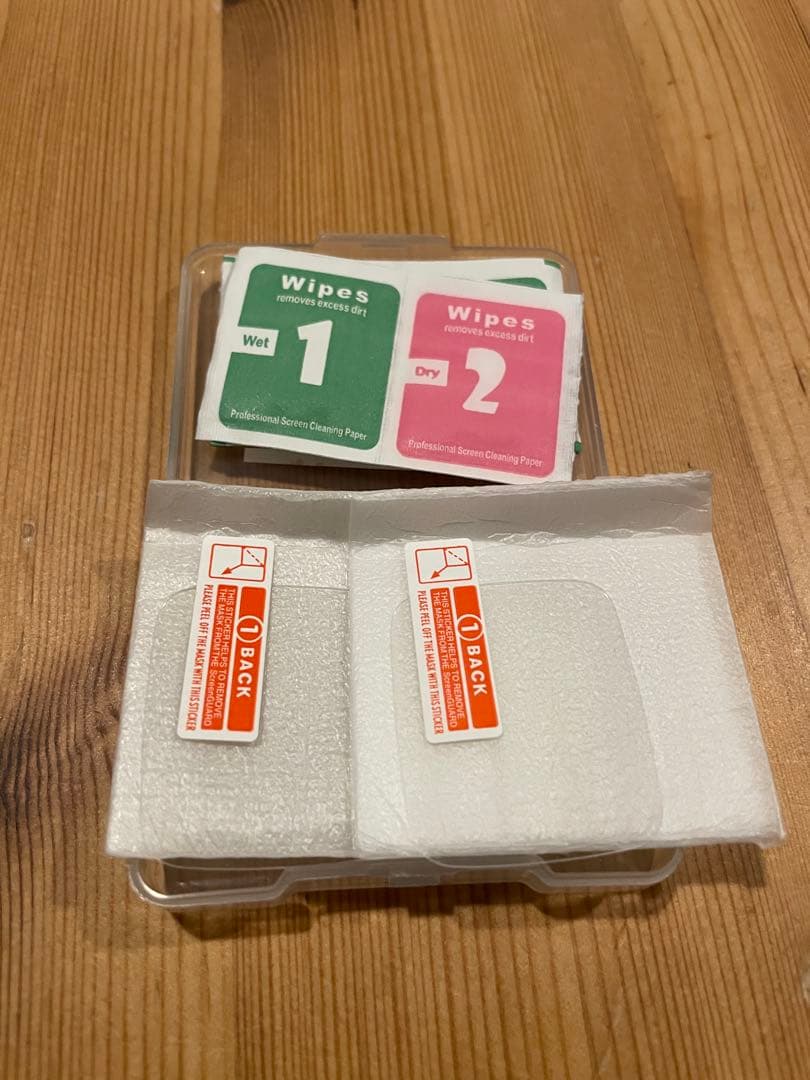 Wipes
removes excess dirt
Wet
1
Professional Screen Cleaning Paper
Wipes
removes excess dirt
Dry
2
Professional Screen Cleaning Paper
1 BACK
THIS STICKER HELPS TO REMOVE
THE MASK FROM THE ScreenGUARD
PLEASE PEEL OFF THE MASK WITH THIS STICKER
1 BACK
THIS STICKER HELPS TO REMOVE
THE MASK FROM THE ScreenGUARD
PLEASE PEEL OFF THE MASK WITH THIS STICKER